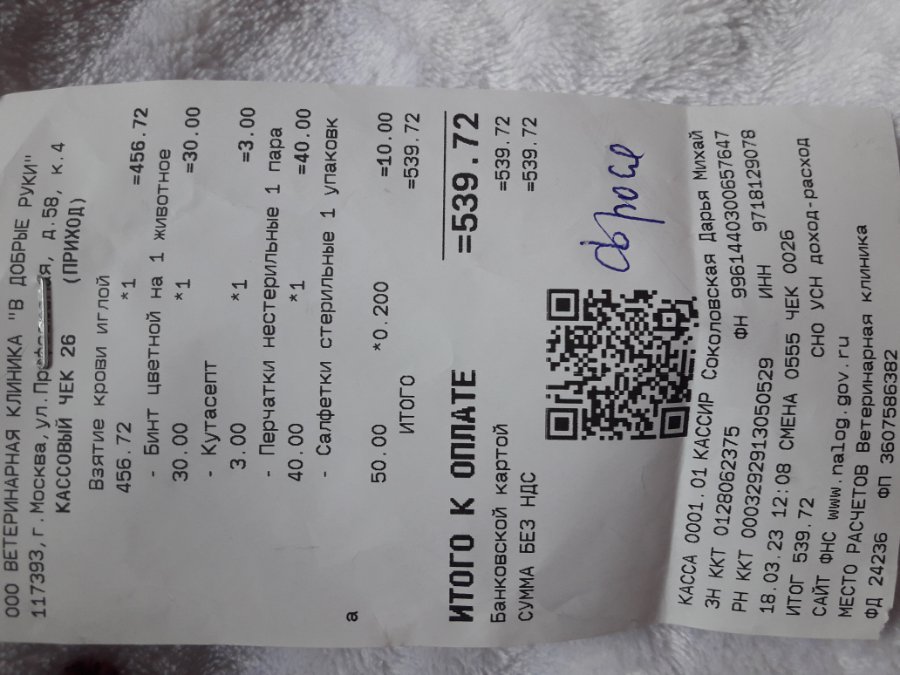 ООО ВЕТЕРИНАРНАЯ КЛИНИКА "В ДОБРЫЕ РУКИ"
117393, г. Москва, ул. д.58, к.4
КАССОВЫЙ ЧЕК 26 (ПРИХОД)
Взятие крови иглой
456.72 *1 =456.72
- Бинт цветной на 1 животное
30.00 *1 =30.00
- Кутасепт
3.00 *1 =3.00
- Перчатки нестерильные 1 пара
40.00 *1 =40.00
- Салфетки стерильные 1 упаковк
а
50.00 *0.200 =10.00
ИТОГО =539.72
ИТОГО К ОПЛАТЕ =539.72
Банковской картой =539.72
СУММА БЕЗ НДС =539.72
КАССА 0001.01 КАССИР Соколовская Дарья Михай
ЗН ККТ 0128062375 ФН 9961440300657647
РН ККТ 0003292913050529 ИНН 9718129078
18.03.23 12:08 СМЕНА 0555 ЧЕК 0026
ИТОГ 539.72 СНО УСН ДОХОД-РАСХОД
САЙТ ФНС www.nalog.gov.ru
МЕСТО РАСЧЕТОВ Ветеринарная клиника
ФД 24236 ФП 3607586382